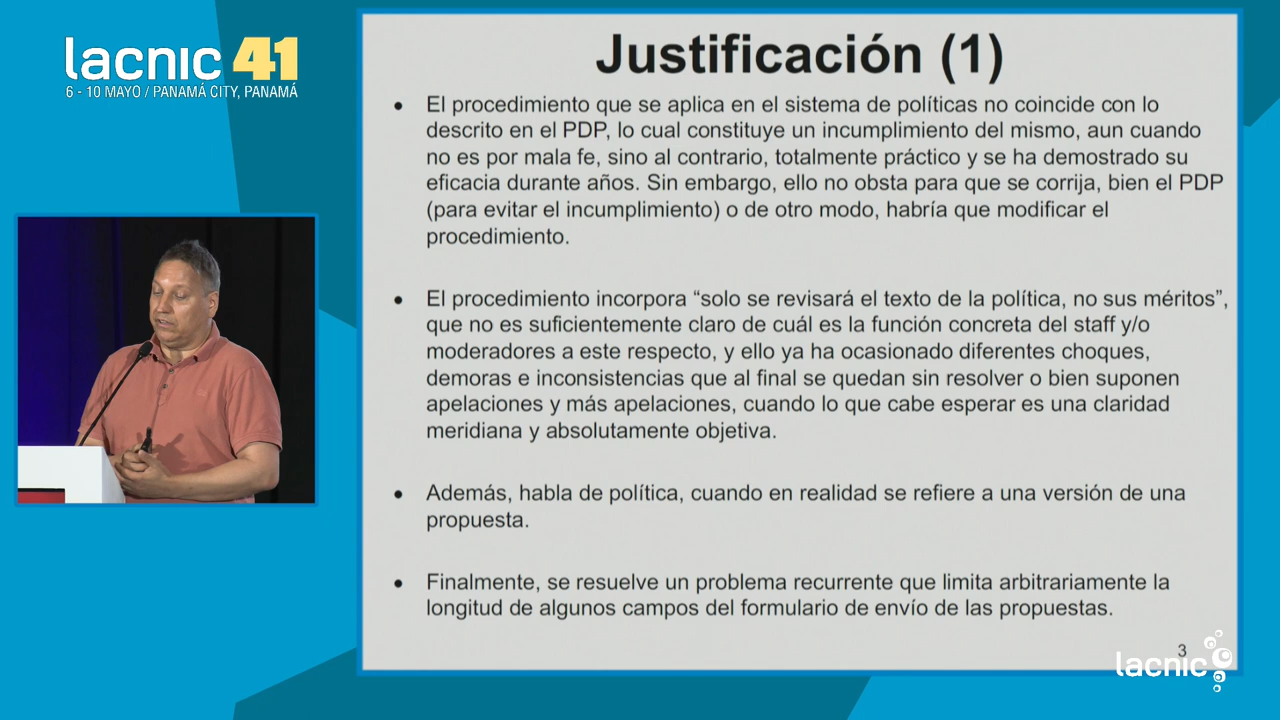 lacnic 41
6 - 10 MAYO / PANAMÁ CITY, PANAMÁ
Justificación (1)
● El procedimiento que se aplica en el sistema de políticas no coincide con lo
descrito en el PDP, lo cual constituye un incumplimiento del mismo, aun cuando
no es por mala fe, sino al contrario, totalmente práctico y se ha demostrado su
eficacia durante años. Sin embargo, ello no obsta para que se corrija, bien el PDP
(para evitar el incumplimiento) o de otro modo, habría que modificar el
procedimiento.
● El procedimiento incorpora “solo se revisará el texto de la política, no sus méritos”,
que no es suficientemente claro de cuál es la función concreta del staff y/o
moderadores a este respecto, y ello ya ha ocasionado diferentes choques,
demoras e inconsistencias que al final se quedan sin resolver o bien suponen
apelaciones y más apelaciones, cuando lo que cabe esperar es una claridad
meridiana y absolutamente objetiva.
● Además, habla de política, cuando en realidad se refiere a una versión de una
propuesta.
● Finalmente, se resuelve un problema recurrente que limita arbitrariamente la
longitud de algunos campos del formulario de envío de las propuestas.
3
lacnic